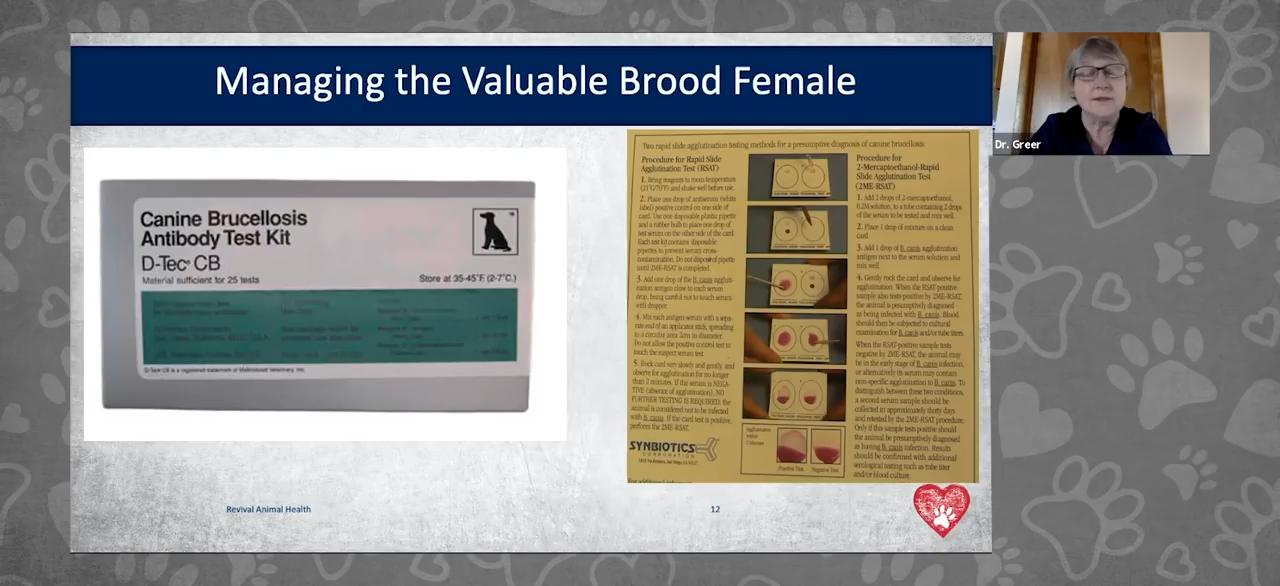 Managing the Valuable Brood Female
Canine Brucellosis
Antibody Test Kit
D-Tec® CB
Material sufficient for 25 tests
Store at 35-45°F. (2-7°C.)
D-Tec® CB is a registered trademark of
Two rapid slide agglutination testing methods for a presumptive diagnosis of canine brucellosis.
Procedure for Rapid Slide
Agglutination Test (RSAT)
1. Bring reagents to room temperature
(21°C/70°F) and shake well before use.
2. Place one drop of antiserum (white
label) positive control on one side of
card. Use one disposable plastic pipette
and a rubber bulb to place one drop of
test serum on the other side of the card.
Each test kit contains disposable
pipettes to prevent serum cross-
contamination. Do not dispose of pipette
until 2ME-RSAT is completed.
3. Add one drop of the B. canis aggluti-
nation antigen close to each serum
drop, being careful not to touch serum
with dropper.
4. Mix each antigen-serum with a sepa-
rate end of an applicator stick, spreading
to a circular area 2cm in diameter.
Do not allow the positive control test to
touch the suspect serum test.
5. Rock card very slowly and gently, and
observe for agglutination for no longer
than 2 minutes. If the serum is NEGA-
TIVE (absence of agglutination), NO
FURTHER TESTING IS REQUIRED; the
animal is considered not to be infected
with B. canis. If the card test is positive,
perform the 2ME-RSAT.
SYNBIOTICS
CORPORATION
Positive Test
Negative Test
Procedure for
2-Mercaptoethanol-Rapid
Slide Agglutination Test
(2ME-RSAT)
1. Add 2 drops of 2-mercaptoethanol,
0.2M solution, to a tube containing 2 drops
of the serum to be tested and mix well.
2. Place 1 drop of mixture on a clean
card.
3. Add 1 drop of B. canis agglutination
antigen next to the serum solution and
mix well.
4. Gently rock the card and observe for
agglutination. When the RSAT-positive
sample also tests positive by 2ME-RSAT,
the animal is presumptively diagnosed
as being infected with B. canis. Blood
should then be subjected to cultural
examination for B. canis and/or tube titers.
When the RSAT-positive sample tests
negative by 2ME-RSAT, the animal may
be in the early stage of B. canis infection,
or alternatively its serum may contain
non-specific agglutination to B. canis. To
distinguish between these two conditions,
a second serum sample should be
collected in approximately thirty days
and retested by the 2ME-RSAT procedure.
Only if this sample tests positive should
the animal be presumptively diagnosed
as having B. canis infection. Results
should be confirmed with additional
serological testing such as tube titer
and/or blood culture.
Revival Animal Health
12
Dr. Greer